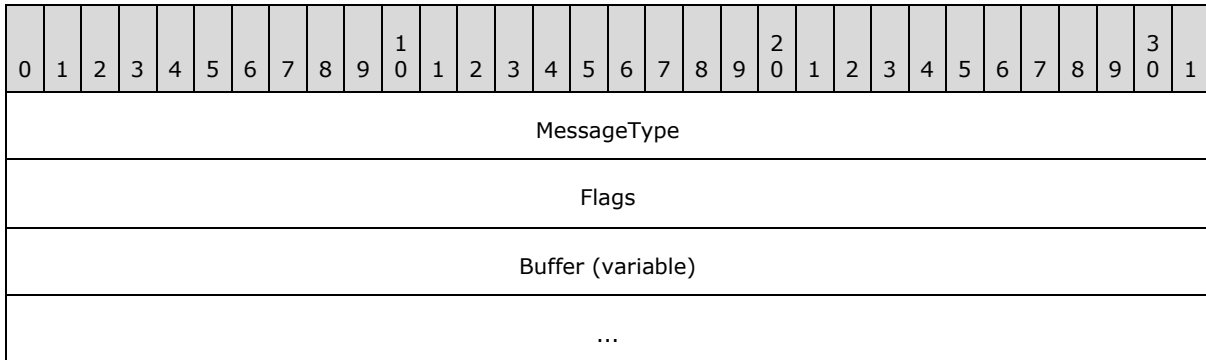 1 2 3
0 1 2 3 4 5 6 7 8 9 0 1 2 3 4 5 6 7 8 9 0 1 2 3 4 5 6 7 8 9 0 1
MessageType
Flags
Buffer (variable)
...